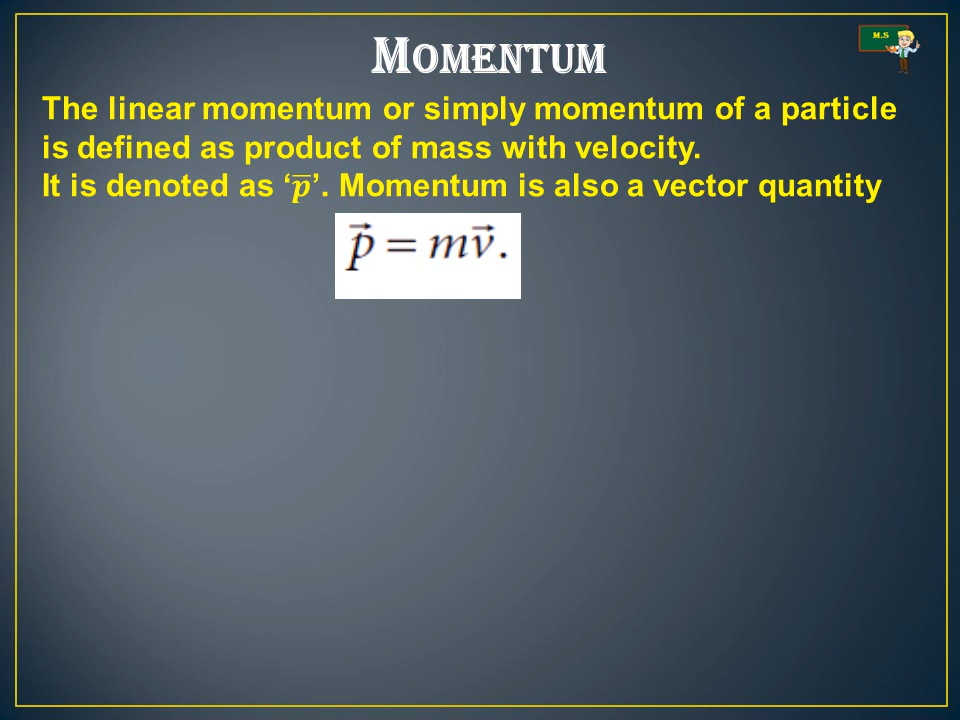 MOMENTUM
M.S
The linear momentum or simply momentum of a particle
is defined as product of mass with velocity.
It is denoted as ‘p̅’. Momentum is also a vector quantity
p⃗ = mv⃗.